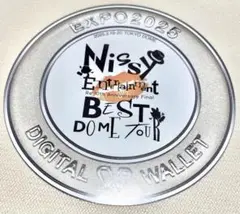 EXPO2025
Nissy
Entertainment
BEST
DOME TOUR
DIGITAL WALLET